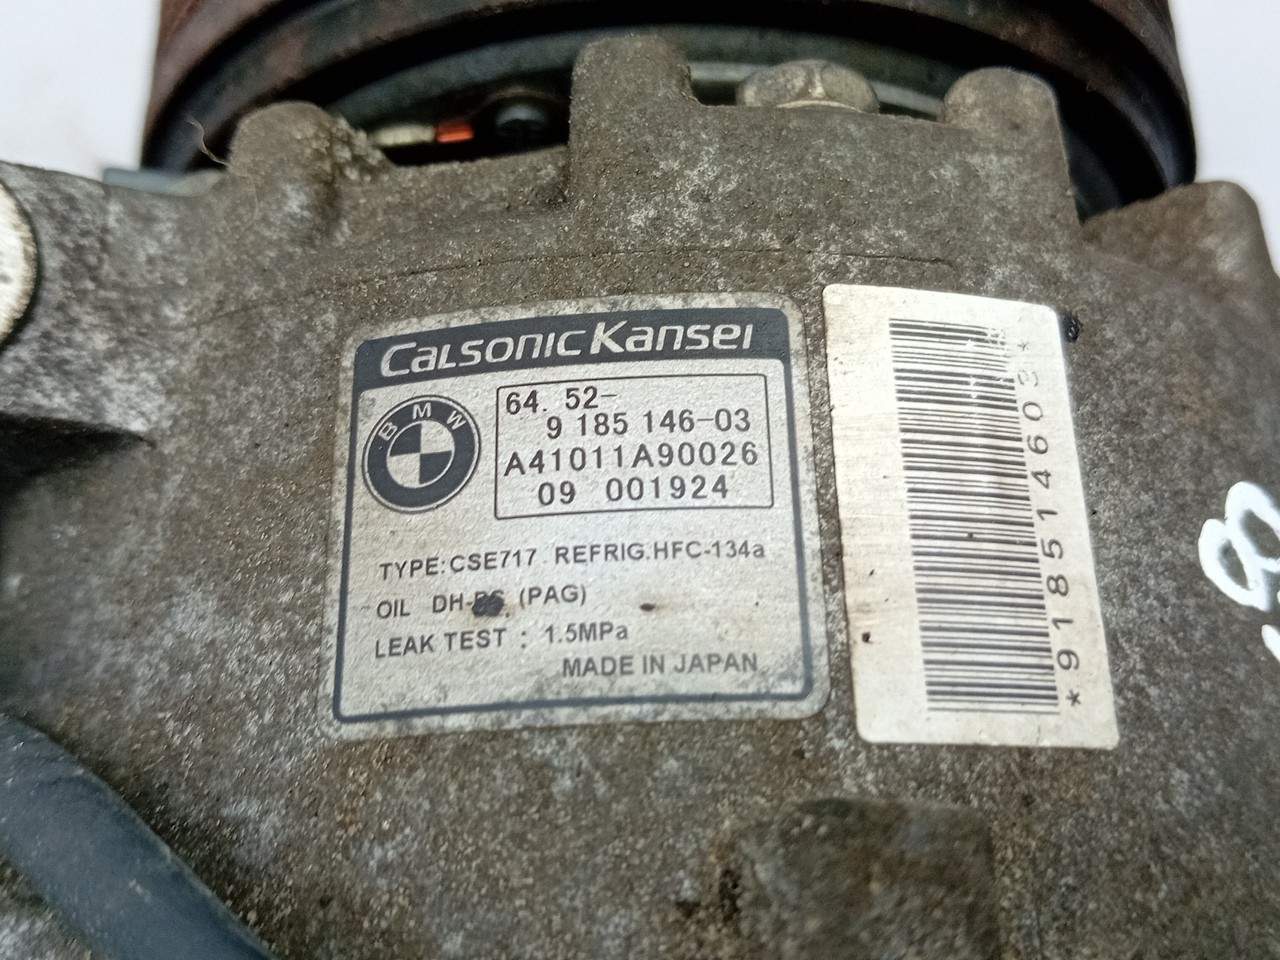 Calsonic Kansei
BMW
64. 52-
9 185 146-03
A41011A90026
09 001924
TYPE:CSE717 REFRIG.HFC-134a
OIL DH- (PAG)
LEAK TEST : 1.5MPa
MADE IN JAPAN
*918514603*